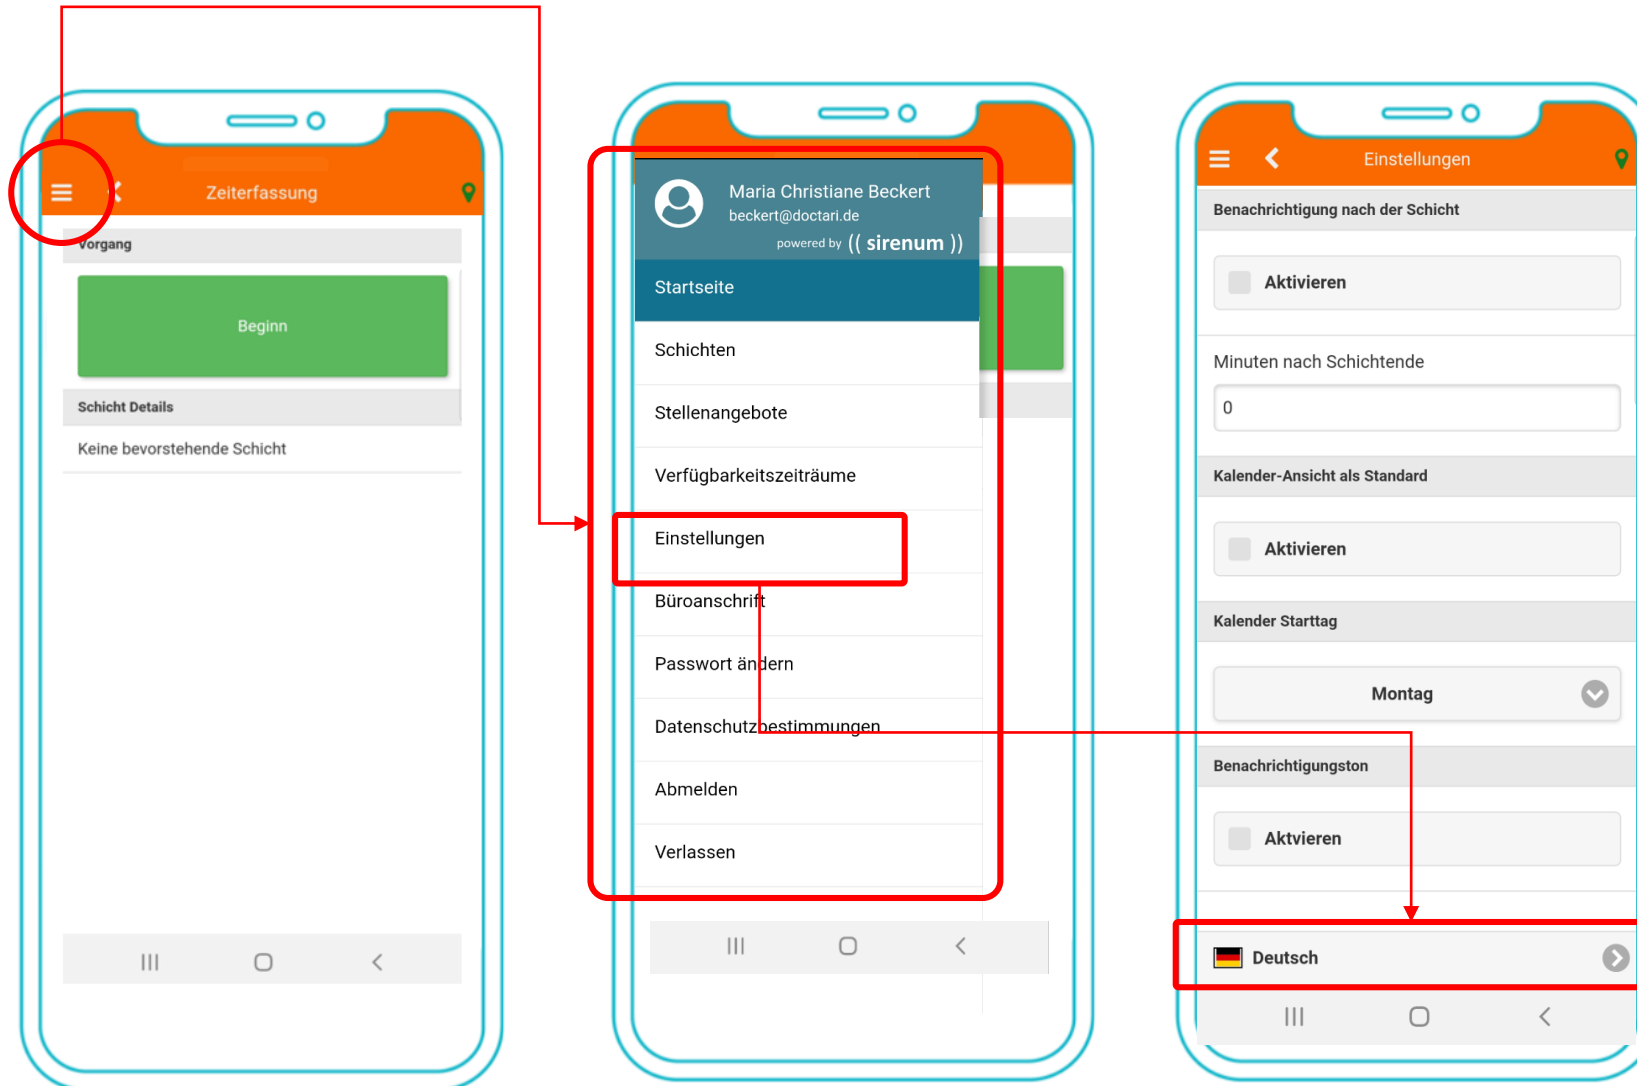 Zeiterfassung
Vorgang
Beginn
Schicht Details
Keine bevorstehende Schicht
Maria Christiane Beckert
beckert@doctari.de
powered by (( sirenum ))
Startseite
Schichten
Stellenangebote
Verfügbarkeitszeiträume
Einstellungen
Büroanschrift
Passwort ändern
Datenschutzbestimmungen
Abmelden
Verlassen
Einstellungen
Benachrichtigung nach der Schicht
Aktivieren
Minuten nach Schichtende
0
Kalender-Ansicht als Standard
Aktivieren
Kalender Starttag
Montag
Benachrichtigungston
Aktvieren
Deutsch